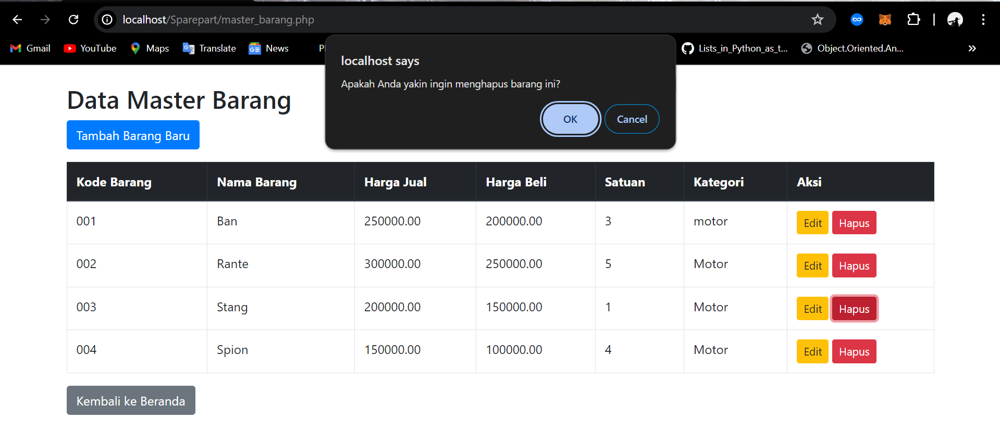 localhost/Sparepart/master_barang.php
Gmail YouTube Maps Translate News Lists_in_Python_as_t... Object.Oriented.An...
localhost says
Apakah Anda yakin ingin menghapus barang ini?
OK Cancel
Data Master Barang
Tambah Barang Baru
Kode Barang Nama Barang Harga Jual Harga Beli Satuan Kategori Aksi
001 Ban 250000.00 200000.00 3 motor Edit Hapus
002 Rante 300000.00 250000.00 5 Motor Edit Hapus
003 Stang 200000.00 150000.00 1 Motor Edit Hapus
004 Spion 150000.00 100000.00 4 Motor Edit Hapus
Kembali ke Beranda